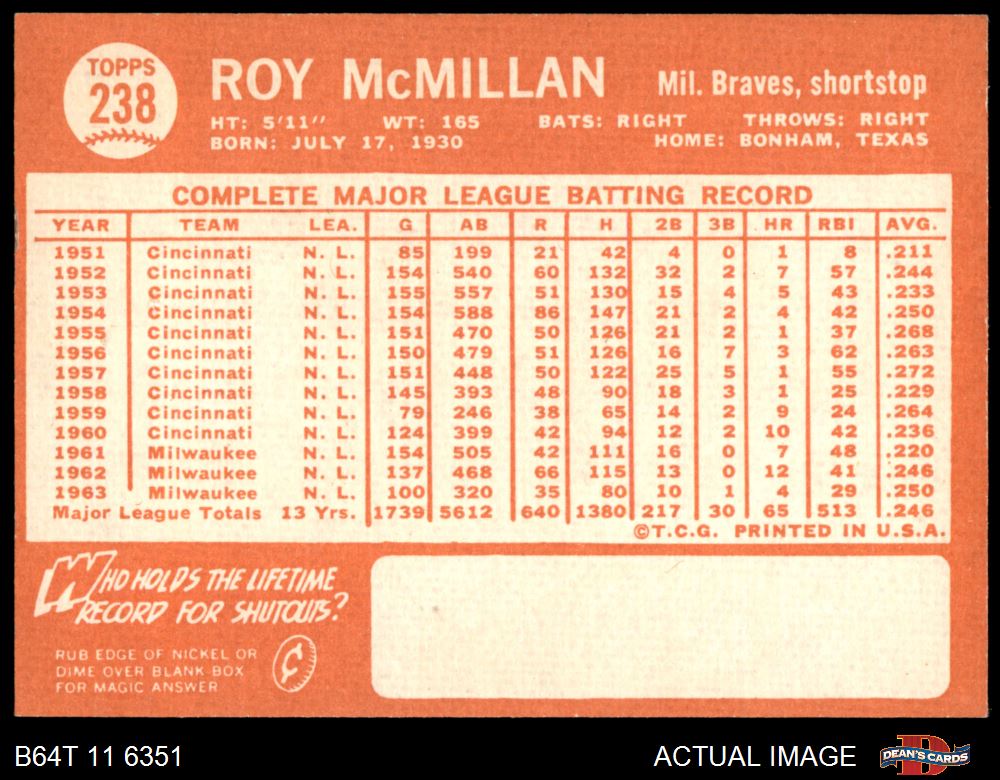 TOPPS
238
ROY McMILLAN
Mil. Braves, shortstop
HT: 5'11" WT: 165 BATS: RIGHT THROWS: RIGHT
BORN: JULY 17, 1930 HOME: BONHAM, TEXAS
COMPLETE MAJOR LEAGUE BATTING RECORD
YEAR TEAM LEA. G AB R H 2B 3B HR RBI AVG.
1951 Cincinnati N. L. 85 199 21 42 4 0 1 8 .211
1952 Cincinnati N. L. 154 540 60 132 32 2 7 57 .244
1953 Cincinnati N. L. 155 557 51 130 15 4 5 43 .233
1954 Cincinnati N. L. 154 588 86 147 21 2 4 42 .250
1955 Cincinnati N. L. 151 470 50 126 21 2 1 37 .268
1956 Cincinnati N. L. 150 479 51 126 16 7 3 62 .263
1957 Cincinnati N. L. 151 448 50 122 25 5 1 55 .272
1958 Cincinnati N. L. 145 393 48 90 18 3 1 25 .229
1959 Cincinnati N. L. 79 246 38 65 14 2 9 24 .264
1960 Cincinnati N. L. 124 399 42 94 12 2 10 42 .236
1961 Milwaukee N. L. 154 505 42 111 16 0 7 48 .220
1962 Milwaukee N. L. 137 468 66 115 13 0 12 41 .246
1963 Milwaukee N. L. 100 320 35 80 10 1 4 29 .250
Major League Totals 13 Yrs. 1739 5612 640 1380 217 30 65 513 .246
©T.C.G. PRINTED IN U.S.A.
WHO HOLDS THE LIFETIME
RECORD FOR SHUTOUTS?
RUB EDGE OF NICKEL OR
DIME OVER BLANK BOX
FOR MAGIC ANSWER
¢
B64T 11 6351
ACTUAL IMAGE
DEAN'S CARDS